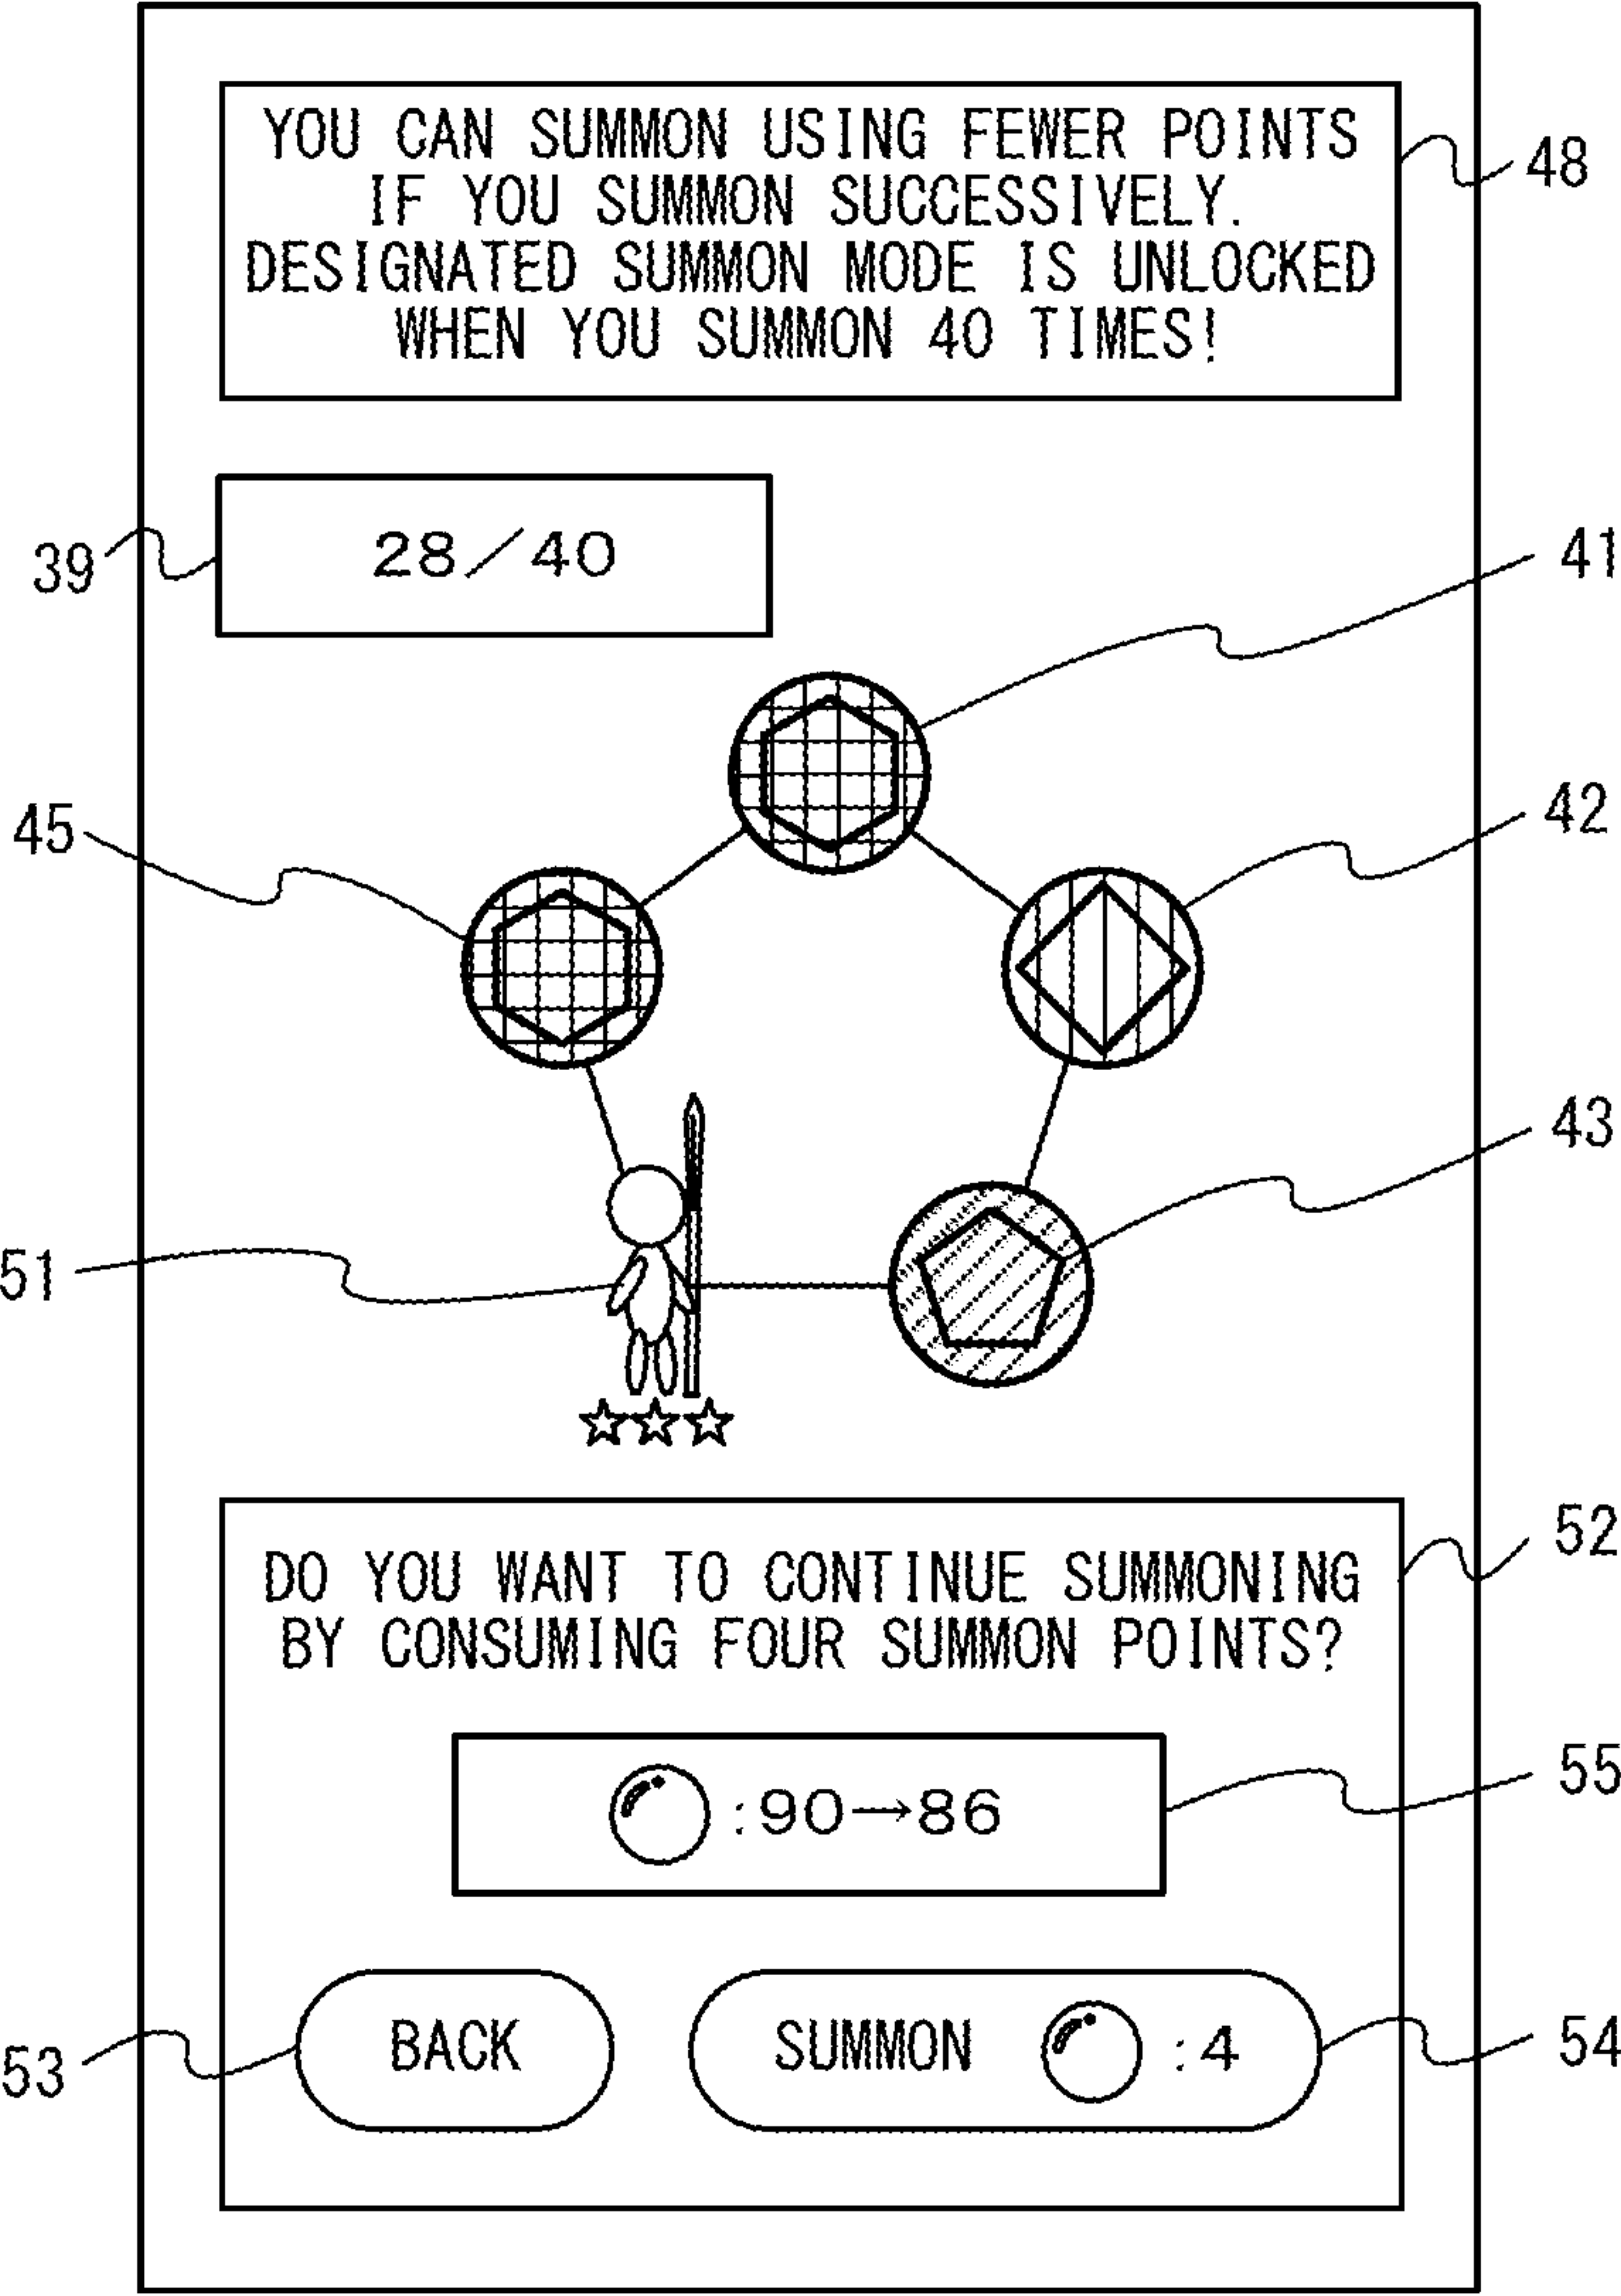 YOU CAN SUMMON USING FEWER POINTS
IF YOU SUMMON SUCCESSIVELY.
DESIGNATED SUMMON MODE IS UNLOCKED
WHEN YOU SUMMON 40 TIMES!
48
39
28/40
41
45
42
43
51
52
DO YOU WANT TO CONTINUE SUMMONING
BY CONSUMING FOUR SUMMON POINTS?
:90→86
55
53
BACK
SUMMON :4
54